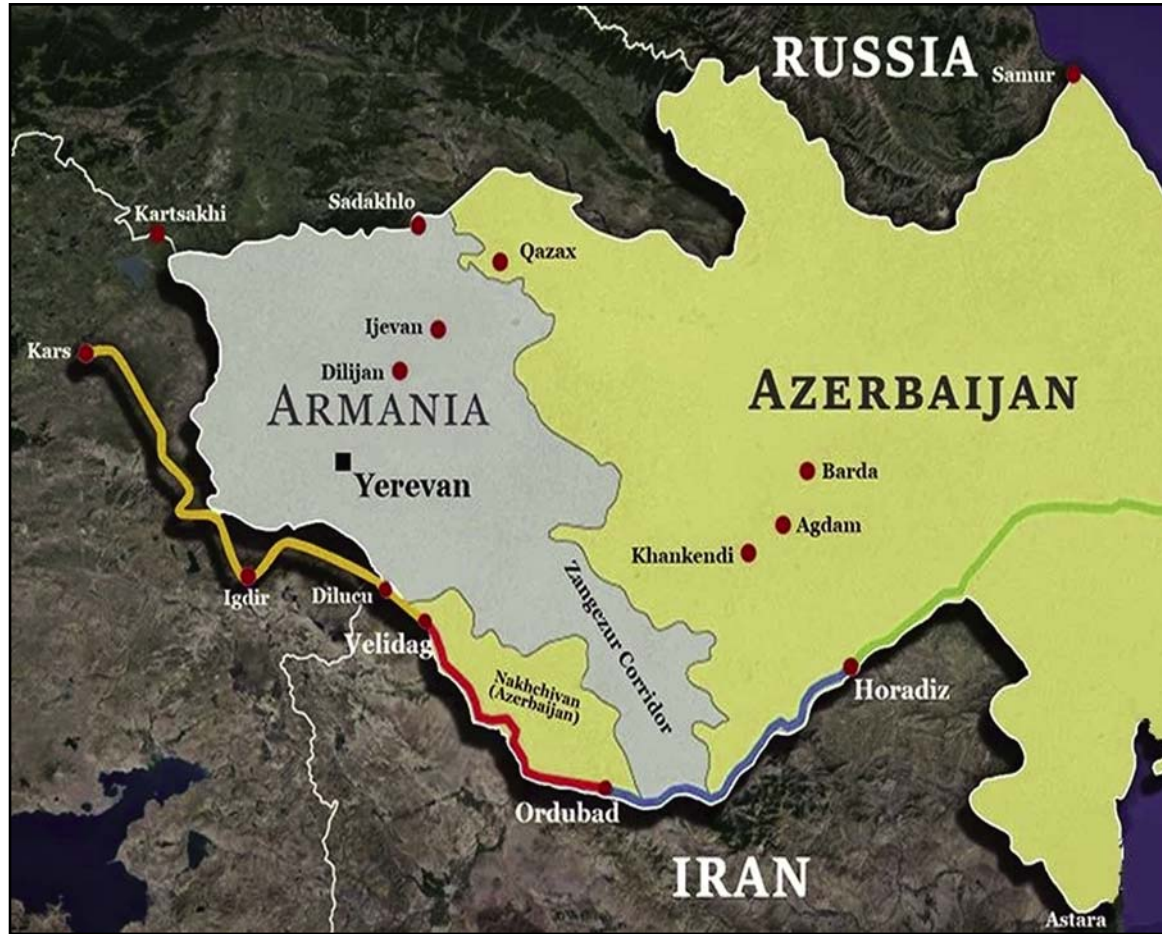 RUSSIA
Samur
Sadakhlo
Kartsakhi
Qazax
Ijevan
Kars
Dilijan
ARMANIA
AZERBAIJAN
Yerevan
Barda
Agdam
Khankendi
Zangezur Corridor
Igdir
Dilucu
Velidag
Nakhchivan
(Azerbaijan)
Horadiz
Ordubad
IRAN
Astara